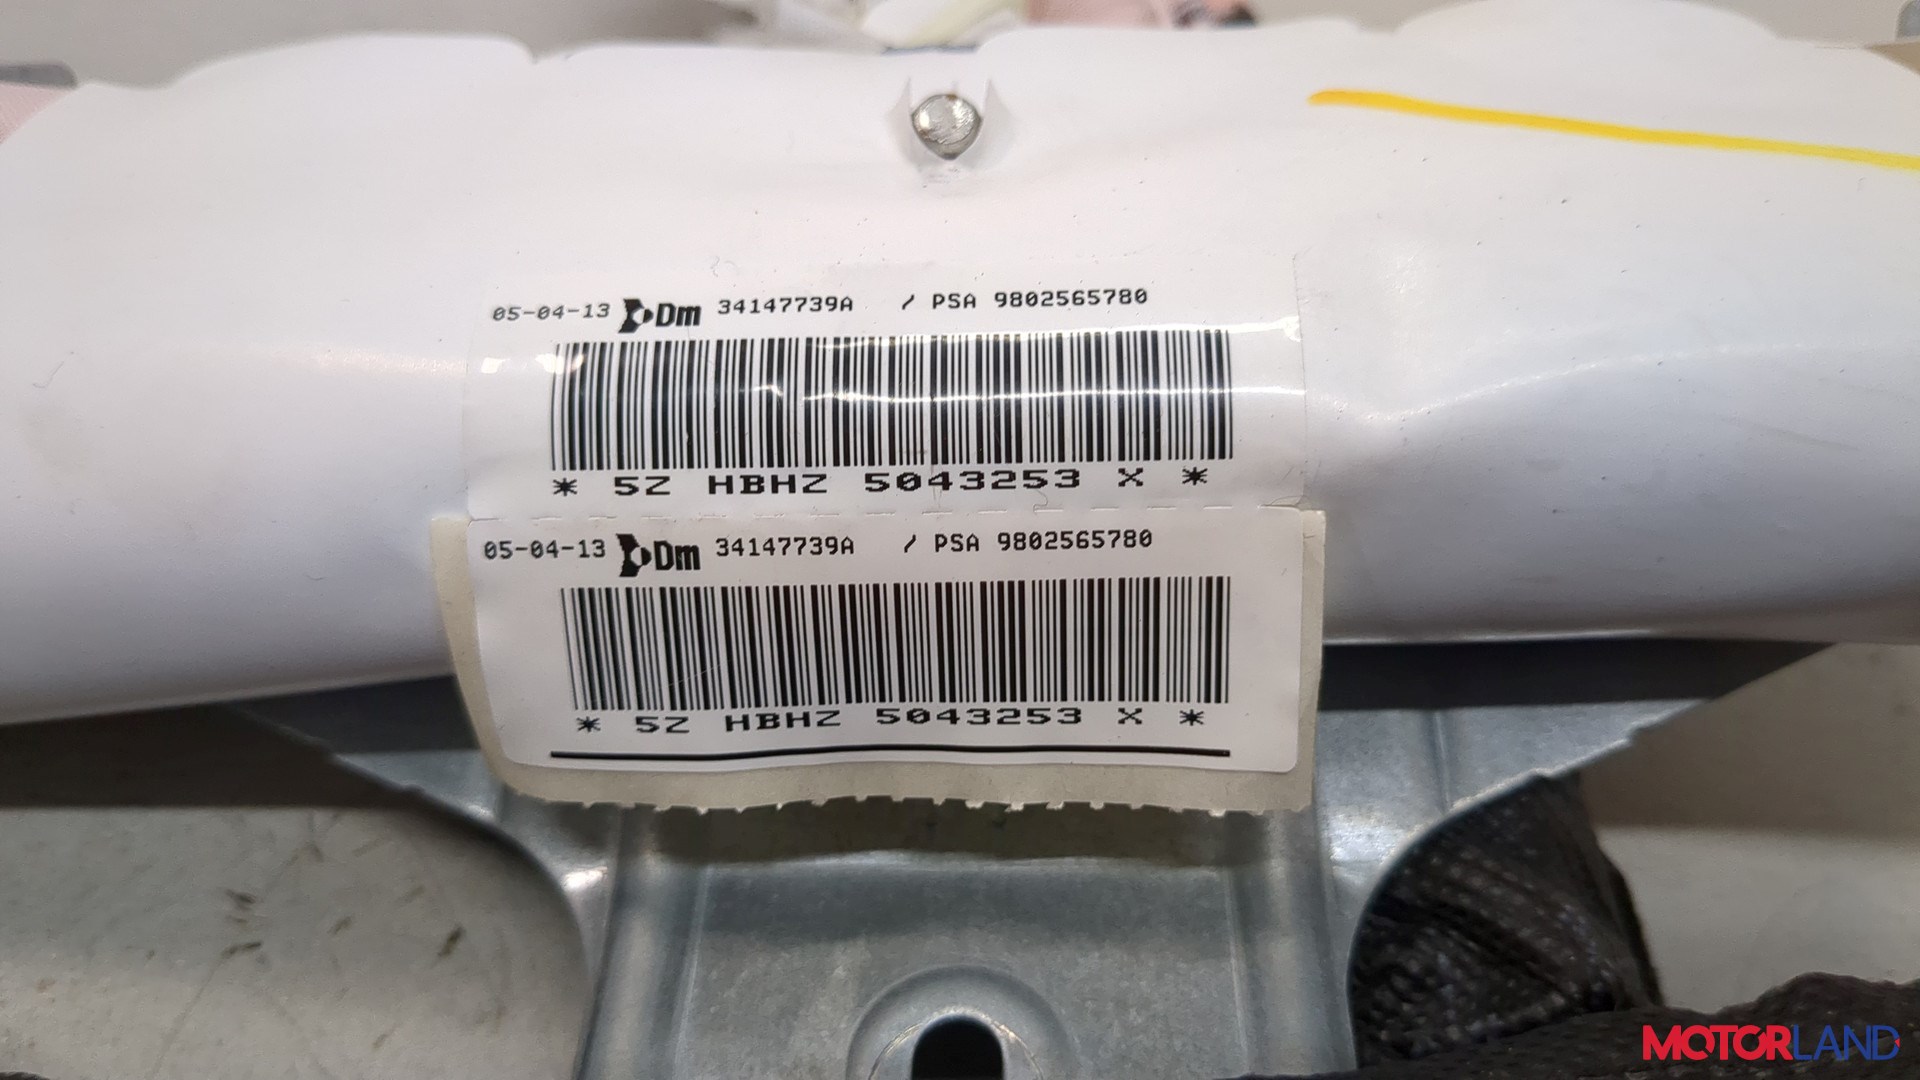 05-04-13 Dm 34147739A / PSA 9802565780
* 5Z HBHZ 5043253 X *
05-04-13 Dm 34147739A / PSA 9802565780
* 5Z HBHZ 5043253 X *
MOTORLAND